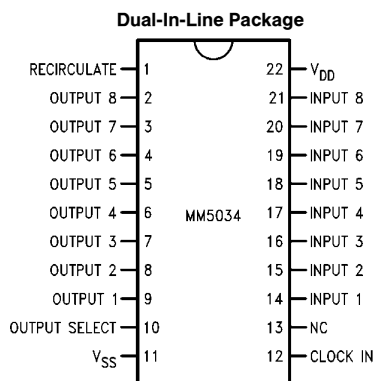 Dual-In-Line Package
RECIRCULATE 1 22 VDD
OUTPUT 8 2 21 INPUT 8
OUTPUT 7 3 20 INPUT 7
OUTPUT 6 4 19 INPUT 6
OUTPUT 5 5 18 INPUT 5
OUTPUT 4 6 MM5034 17 INPUT 4
OUTPUT 3 7 16 INPUT 3
OUTPUT 2 8 15 INPUT 2
OUTPUT 1 9 14 INPUT 1
OUTPUT SELECT 10 13 NC
VSS 11 12 CLOCK IN